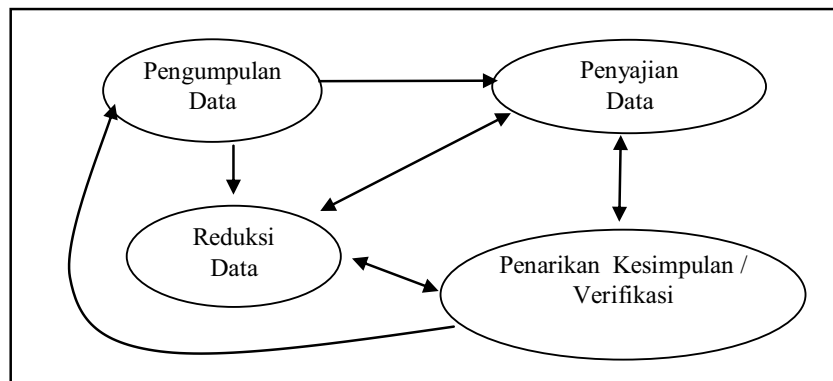 Pengumpulan
Data
Penyajian
Data
Reduksi
Data
Penarikan Kesimpulan /
Verifikasi